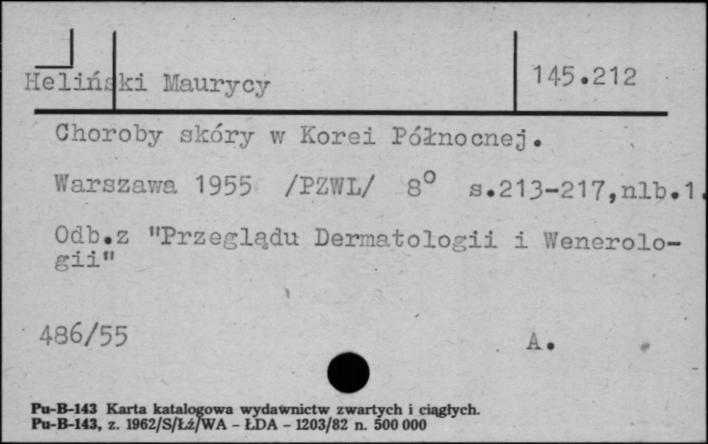 Heliński Maurycy 145.212
Choroby skóry w Korei Północnej.
Warszawa 1955 /PZWL/ 8° s.213-217,nlb.1.
Odb.z "Przeglądu Dermatologii i Wenerolo-
gii"
486/55 A.
Pu-B-143 Karta katalogowa wydawnictw zwartych i ciągłych.
Pu-B-143, z. 1962/S/Łź/WA - ŁDA - 1203/82 n. 500 000